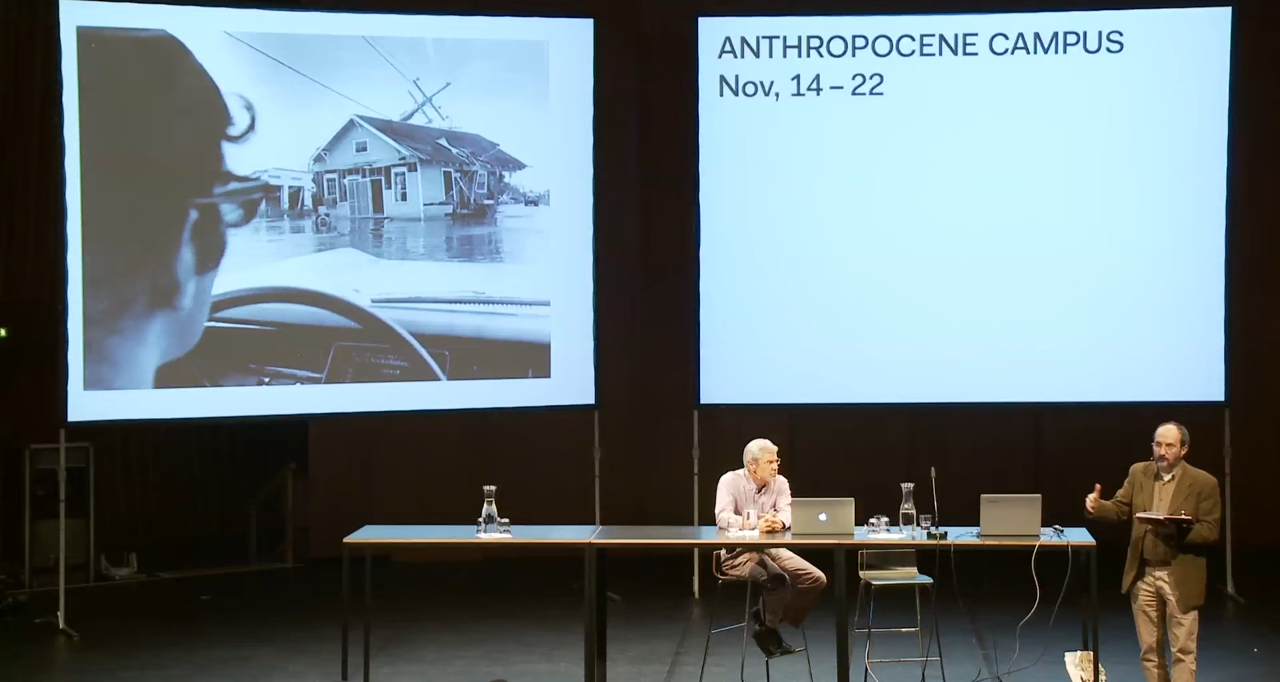 ANTHROPOCENE CAMPUS
Nov, 14 – 22